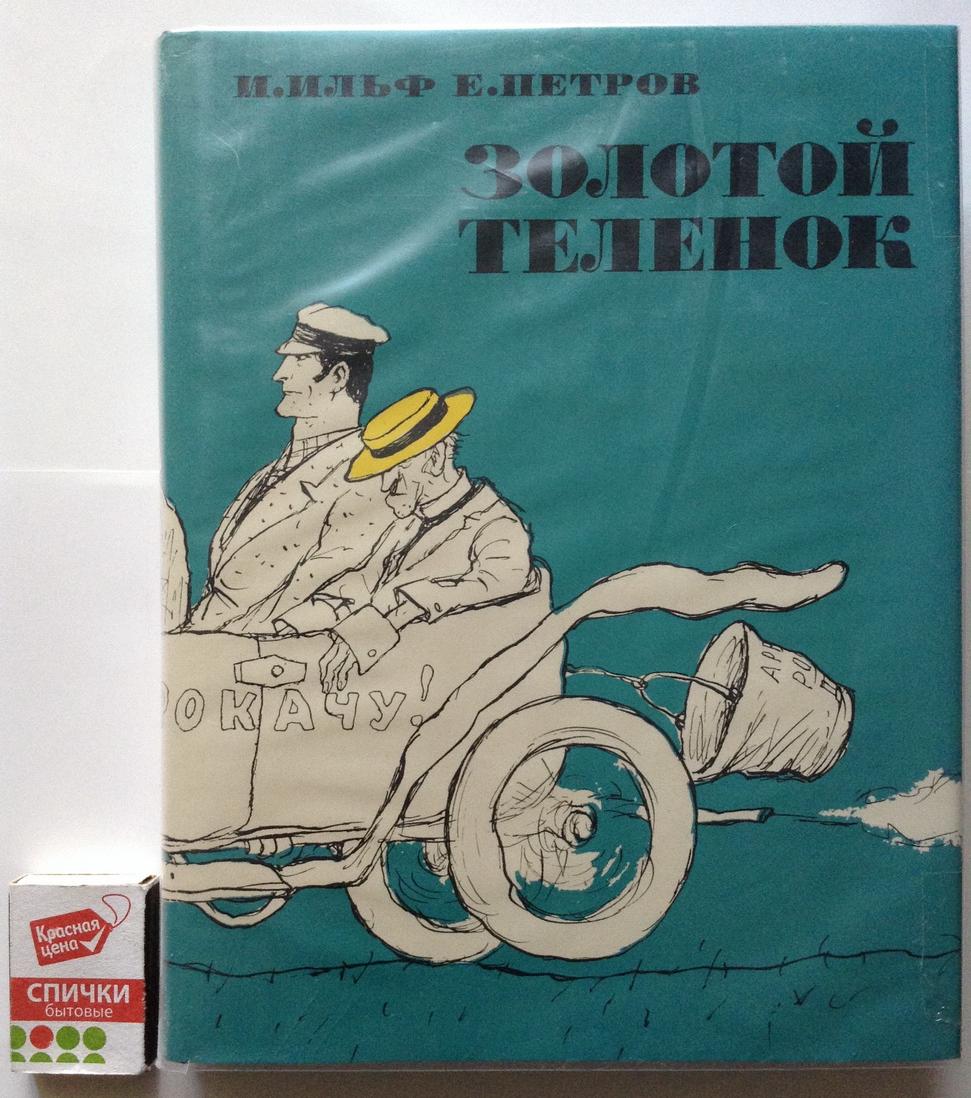 И.ИЛЬФ Е.ПЕТРОВ
ЗОЛОТОЙ
ТЕЛЕНОК
ОКАЧУ!
Красная
цена
СПИЧКИ
бытовые